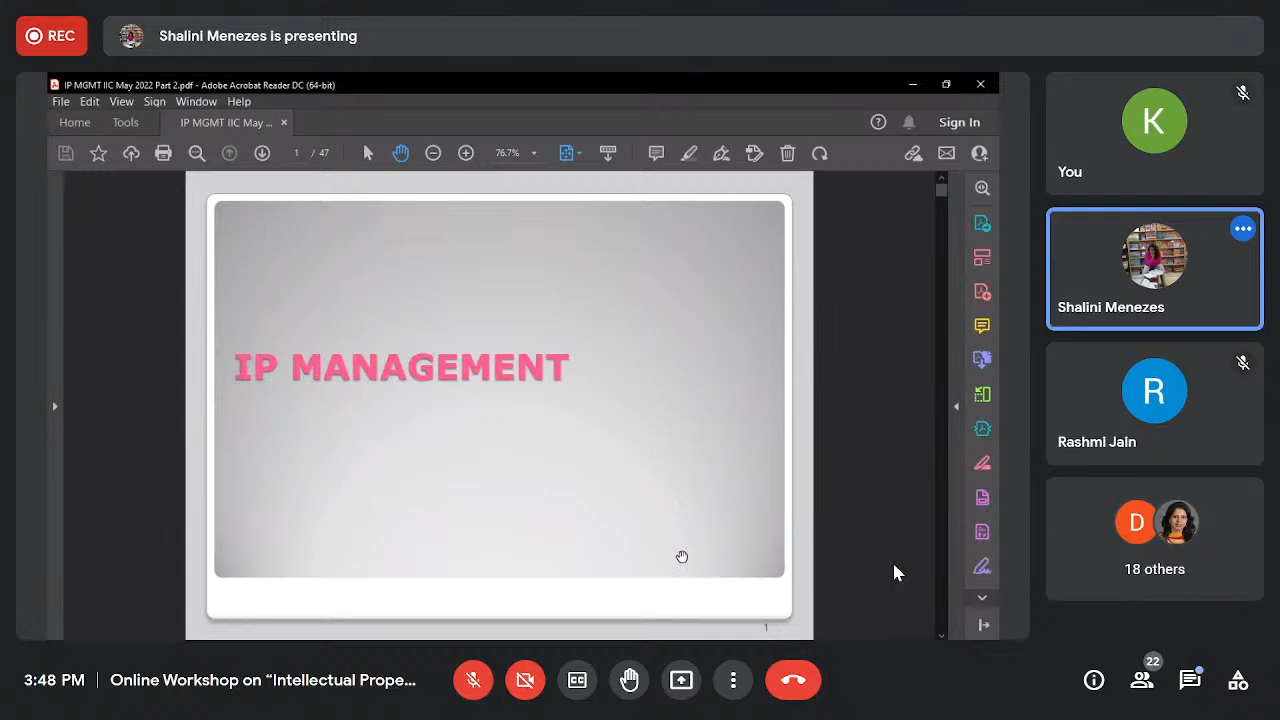 REC
Shalini Menezes is presenting
IP MGMT IIC May 2022 Part 2.pdf - Adobe Acrobat Reader DC (64-bit)
File Edit View Sign Window Help
Home Tools IP MGMT IIC May ... × Sign In
1 / 47 76.7%
IP MANAGEMENT
1
K
You
Shalini Menezes
R
Rashmi Jain
D
18 others
3:48 PM | Online Workshop on “Intellectual Prope...
CC
22